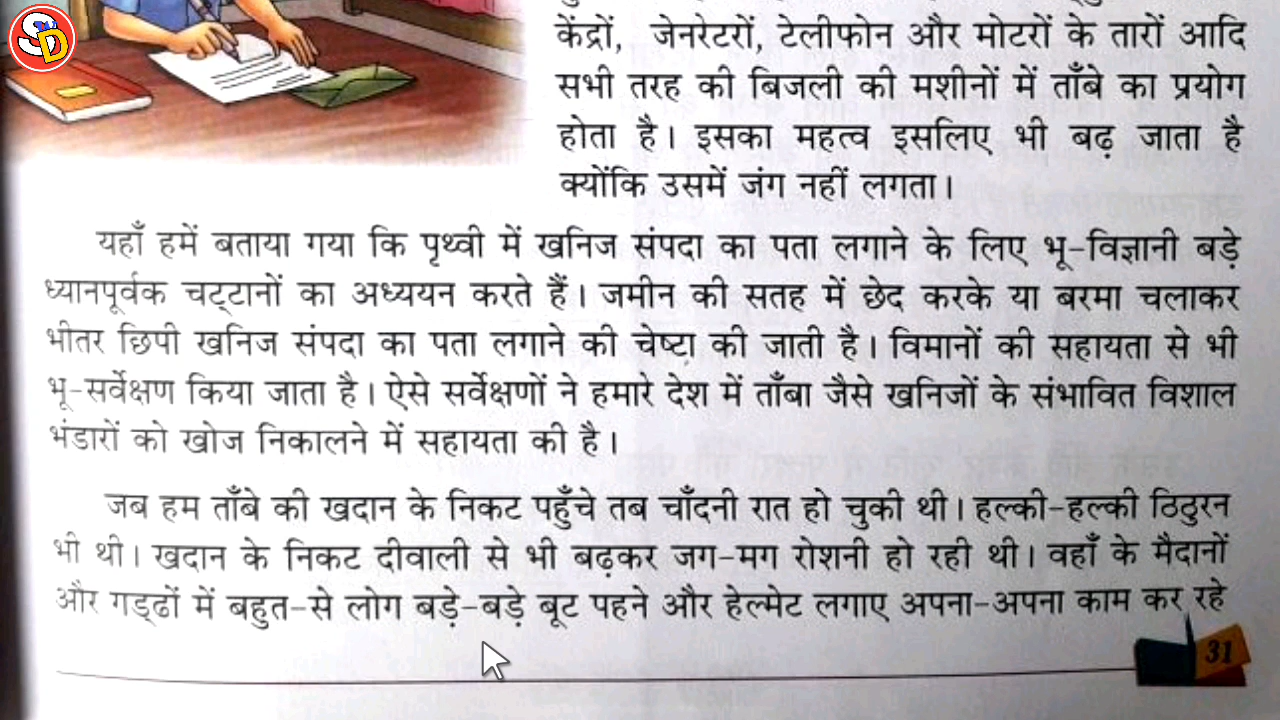 SD
केंद्रों, जेनरेटरों, टेलीफोन और मोटरों के तारों आदि
सभी तरह की बिजली की मशीनों में ताँबे का प्रयोग
होता है। इसका महत्व इसलिए भी बढ़ जाता है
क्योंकि उसमें जंग नहीं लगता।
यहाँ हमें बताया गया कि पृथ्वी में खनिज संपदा का पता लगाने के लिए भू-विज्ञानी बड़े
ध्यानपूर्वक चट्टानों का अध्ययन करते हैं। जमीन की सतह में छेद करके या बरमा चलाकर
भीतर छिपी खनिज संपदा का पता लगाने की चेष्टा की जाती है। विमानों की सहायता से भी
भू-सर्वेक्षण किया जाता है। ऐसे सर्वेक्षणों ने हमारे देश में ताँबा जैसे खनिजों के संभावित विशाल
भंडारों को खोज निकालने में सहायता की है।
जब हम ताँबे की खदान के निकट पहुँचे तब चाँदनी रात हो चुकी थी। हल्की-हल्की ठिठुरन
भी थी। खदान के निकट दीवाली से भी बढ़कर जग-मग रोशनी हो रही थी। वहाँ के मैदानों
और गड्ढों में बहुत-से लोग बड़े-बड़े बूट पहने और हेल्मेट लगाए अपना-अपना काम कर रहे
31